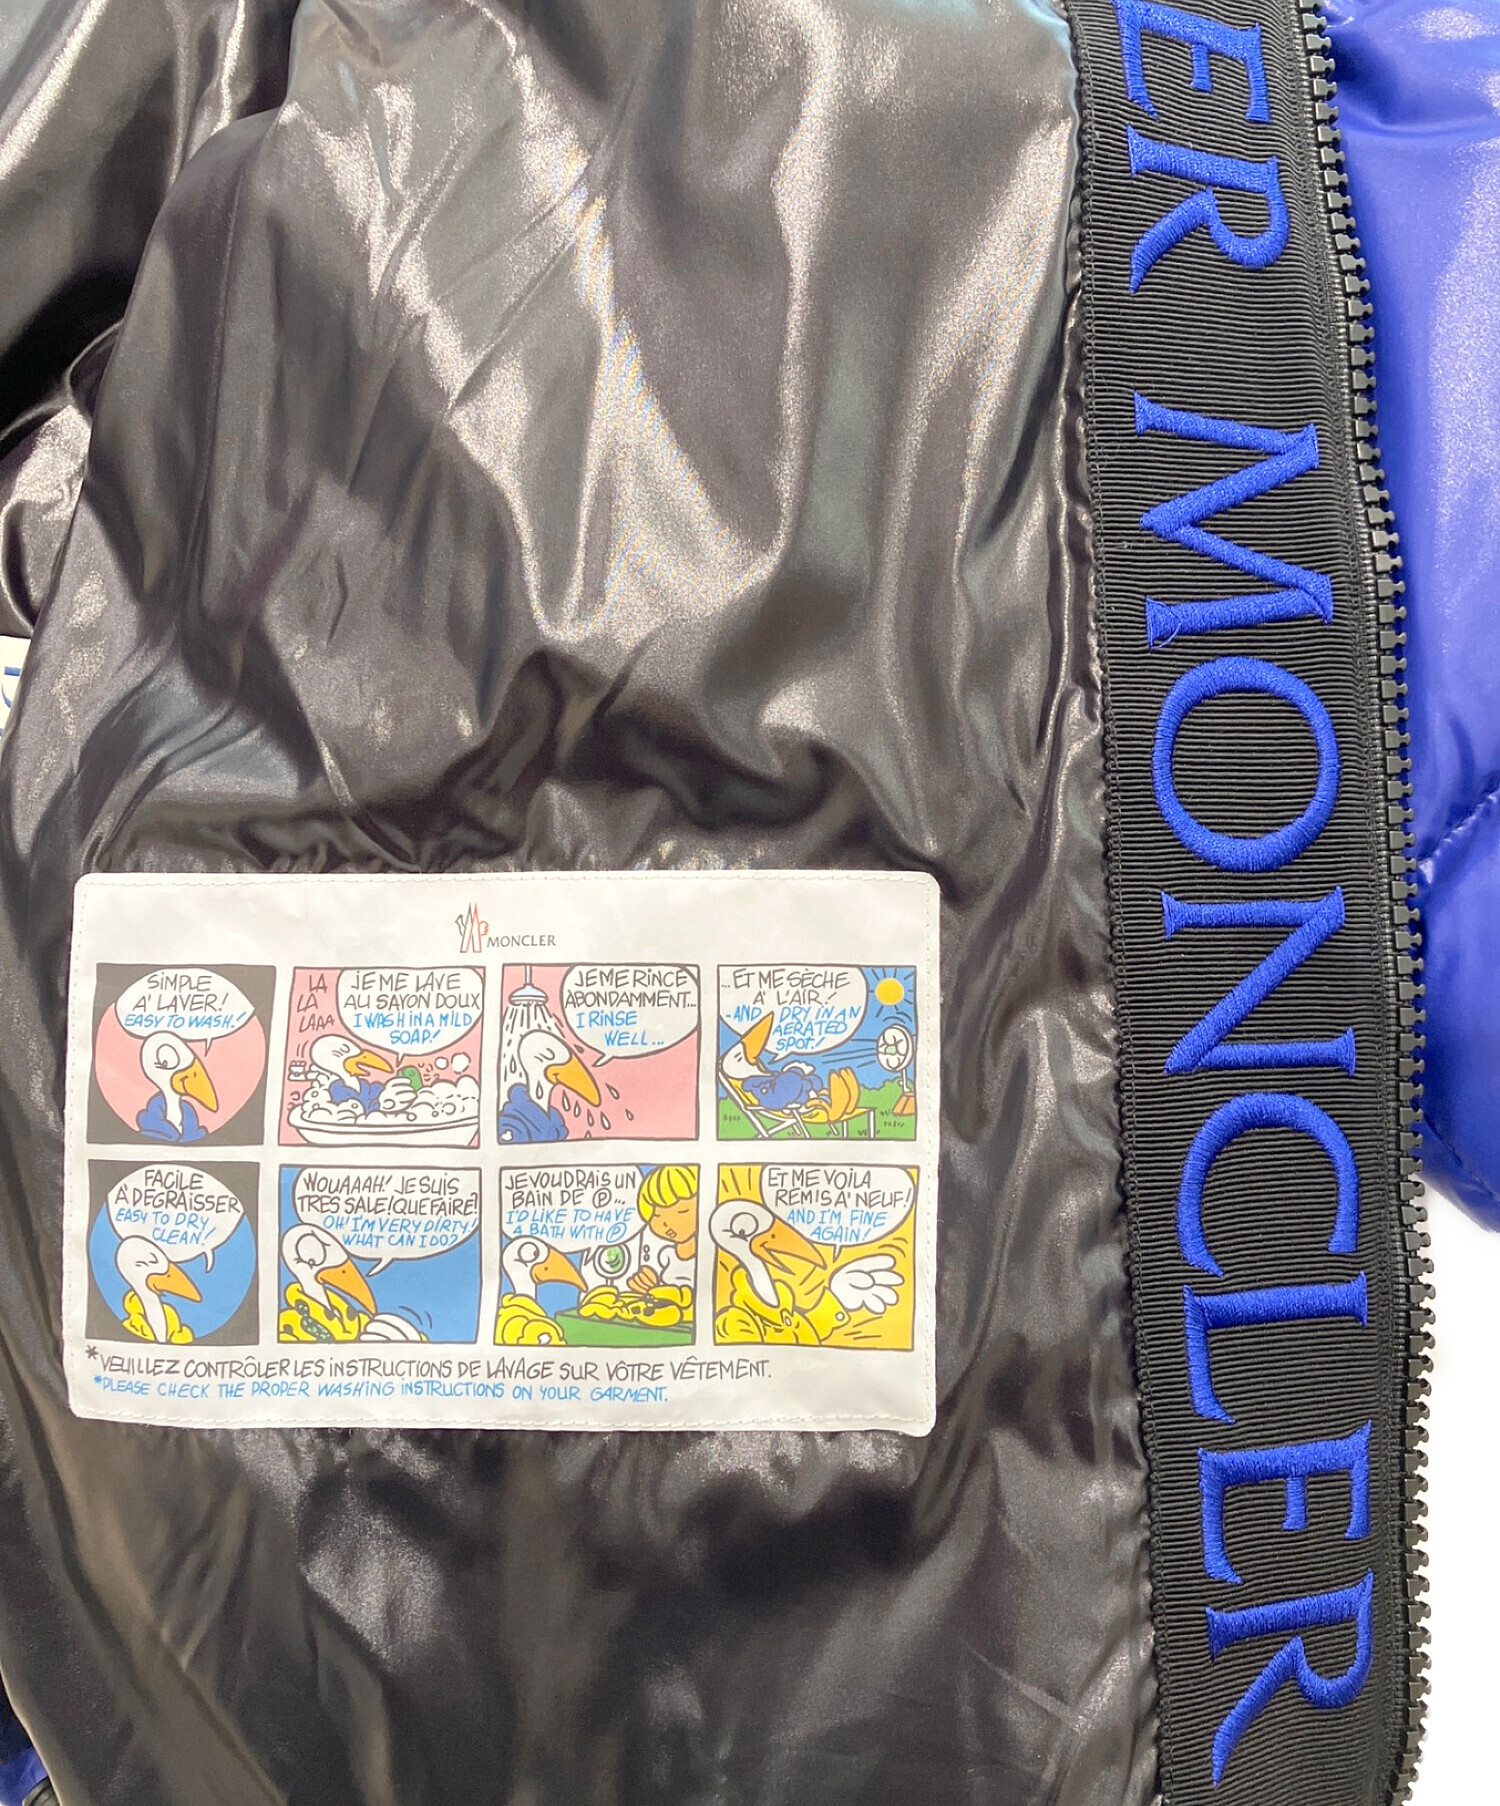 MONCLER
SIMPLE
A' LAVER!
EASY TO WASH!
LA
LA
LAAA
JE ME LAVE
AU SAVON DOUX
I WASH IN A MILD
SOAP!
JE ME RINCE
ABONDAMMENT...
I RINSE
WELL...
...ET ME SÈCHE
A' L'AIR!
-AND DRY IN AN
AERATED
SPOT!
FACILE
A' DEGRAISSER
EASY TO DRY
CLEAN!
WOUAAAH! JE SUIS
TRES SALE! QUE FAIRE?
OH! I'M VERY DIRTY!
WHAT CAN I DO?
JE VOUDRAIS UN
BAIN DE Ⓟ...
I'D LIKE TO HAVE
A BATH WITH Ⓟ
ET ME VOILA
REMIS A' NEUF!
AND I'M FINE
AGAIN!
*VEUILLEZ CONTRÔLER LES INSTRUCTIONS DE LAVAGE SUR VÔTRE VÊTEMENT.
*PLEASE CHECK THE PROPER WASHING INSTRUCTIONS ON YOUR GARMENT.
ER MONCLER